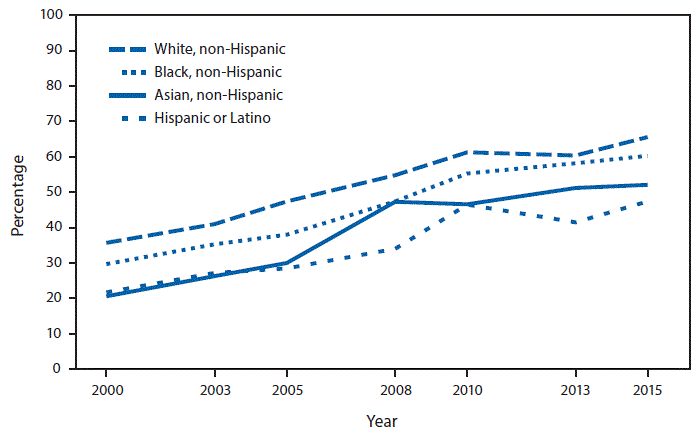 100
90
80
70
60
50
40
30
20
10
0
Percentage
White, non-Hispanic
Black, non-Hispanic
Asian, non-Hispanic
Hispanic or Latino
2000 2003 2005 2008 2010 2013 2015
Year